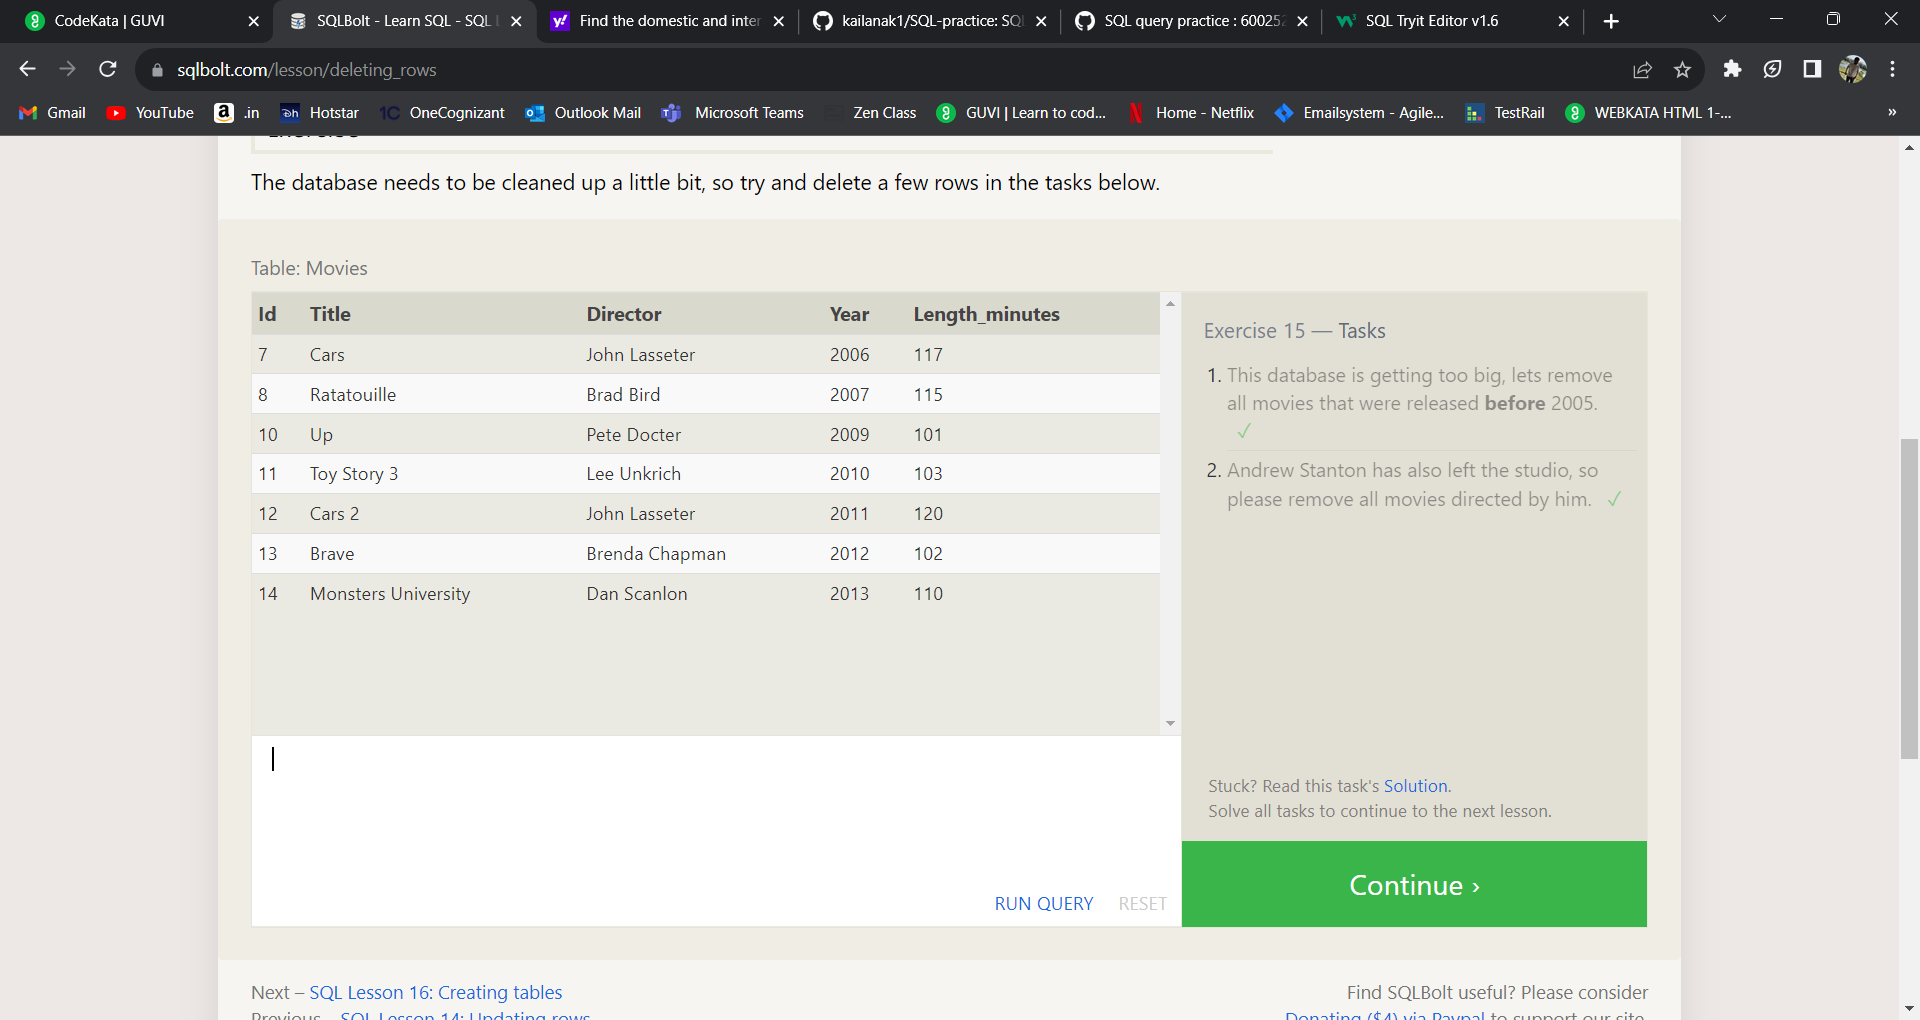 CodeKata | GUVI
SQLBolt - Learn SQL - SQL
Find the domestic and inter
kailanak1/SQL-practice: SQ
SQL query practice : 60025
SQL Tryit Editor v1.6
sqlbolt.com/lesson/deleting_rows
Gmail
YouTube
.in
Hotstar
OneCognizant
Outlook Mail
Microsoft Teams
Zen Class
GUVI | Learn to cod...
Home - Netflix
Emailsystem - Agile...
TestRail
WEBKATA HTML 1-...
»
The database needs to be cleaned up a little bit, so try and delete a few rows in the tasks below.
Table: Movies
Id Title Director Year Length_minutes
7 Cars John Lasseter 2006 117
8 Ratatouille Brad Bird 2007 115
10 Up Pete Docter 2009 101
11 Toy Story 3 Lee Unkrich 2010 103
12 Cars 2 John Lasseter 2011 120
13 Brave Brenda Chapman 2012 102
14 Monsters University Dan Scanlon 2013 110
RUN QUERY RESET
Exercise 15 — Tasks
1. This database is getting too big, lets remove
all movies that were released before 2005.
✓
2. Andrew Stanton has also left the studio, so
please remove all movies directed by him. ✓
Stuck? Read this task's Solution.
Solve all tasks to continue to the next lesson.
Continue ›
Next – SQL Lesson 16: Creating tables
Previous – SQL Lesson 14: Updating rows
Find SQLBolt useful? Please consider
Donating ($4) via Paypal to support our site.